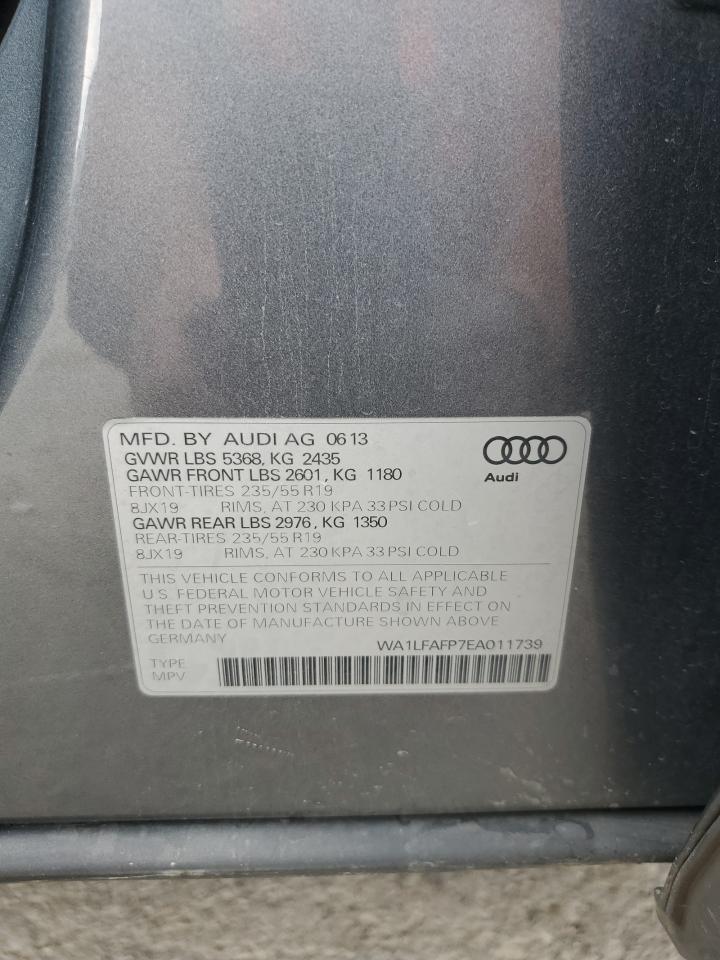 MFD. BY AUDI AG 0613
GVWR LBS 5368, KG 2435
GAWR FRONT LBS 2601, KG 1180
FRONT-TIRES 235/55 R19
8JX19 RIMS, AT 230 KPA 33 PSI COLD
GAWR REAR LBS 2976, KG 1350
REAR-TIRES 235/55 R19
8JX19 RIMS, AT 230 KPA 33 PSI COLD
Audi
THIS VEHICLE CONFORMS TO ALL APPLICABLE
U.S. FEDERAL MOTOR VEHICLE SAFETY AND
THEFT PREVENTION STANDARDS IN EFFECT ON
THE DATE OF MANUFACTURE SHOWN ABOVE
GERMANY
WA1LFAFP7EA011739
TYPE
MPV